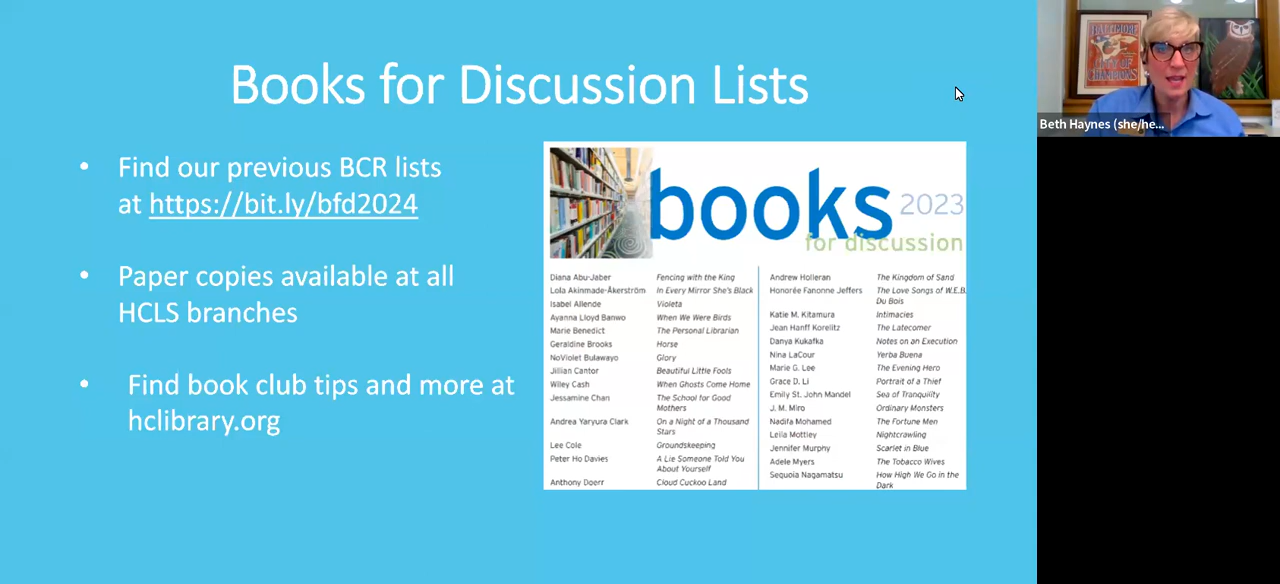 Books for Discussion Lists
• Find our previous BCR lists
at https://bit.ly/bfd2024
• Paper copies available at all
HCLS branches
• Find book club tips and more at
hclibrary.org
books 2023
for discussion
Diana Abu-Jaber Fencing with the King
Lola Akinmade-Åkerström In Every Mirror She's Black
Isabel Allende Violeta
Ayanna Lloyd Banwo When We Were Birds
Marie Benedict The Personal Librarian
Geraldine Brooks Horse
NoViolet Bulawayo Glory
Jillian Cantor Beautiful Little Fools
Wiley Cash When Ghosts Come Home
Jessamine Chan The School for Good
Mothers
Andrea Yaryura Clark On a Night of a Thousand
Stars
Lee Cole Groundskeeping
Peter Ho Davies A Lie Someone Told You
About Yourself
Anthony Doerr Cloud Cuckoo Land
Andrew Holleran The Kingdom of Sand
Honorée Fanonne Jeffers The Love Songs of W.E.B.
Du Bois
Katie M. Kitamura Intimacies
Jean Hanff Korelitz The Latecomer
Danya Kukafka Notes on an Execution
Nina LaCour Yerba Buena
Marie G. Lee The Evening Hero
Grace D. Li Portrait of a Thief
Emily St. John Mandel Sea of Tranquility
J. M. Miro Ordinary Monsters
Nadifa Mohamed The Fortune Men
Leila Mottley Nightcrawling
Jennifer Murphy Scarlet in Blue
Adele Myers The Tobacco Wives
Sequoia Nagamatsu How High We Go in the
Dark
BALTIMORE
CITY OF
CHAMPIONS
Beth Haynes (she/he...